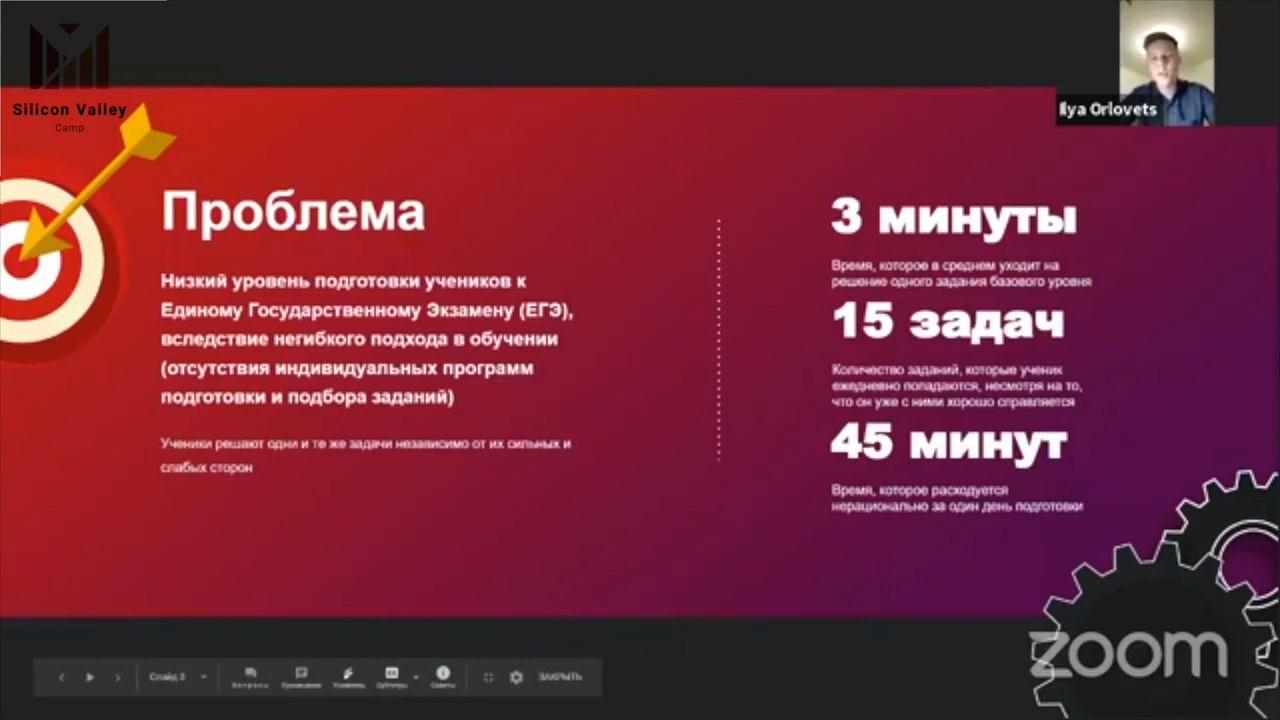 Silicon Valley
Camp
Ilya Orlovets
Проблема
Низкий уровень подготовки учеников к
Единому Государственному Экзамену (ЕГЭ),
вследствие негибкого подхода в обучении
(отсутствия индивидуальных программ
подготовки и подбора заданий)
Ученики решают одни и те же задачи независимо от их сильных и
слабых сторон
3 минуты
Время, которое в среднем уходит на
решение одного задания базового уровня
15 задач
Количество заданий, которые ученик
ежедневно попадаются, несмотря на то,
что он уже с ними хорошо справляется
45 минут
Время, которое расходуется
нерационально за один день подготовки
Слайд 3
ЗАКРЫТЬ
zoom